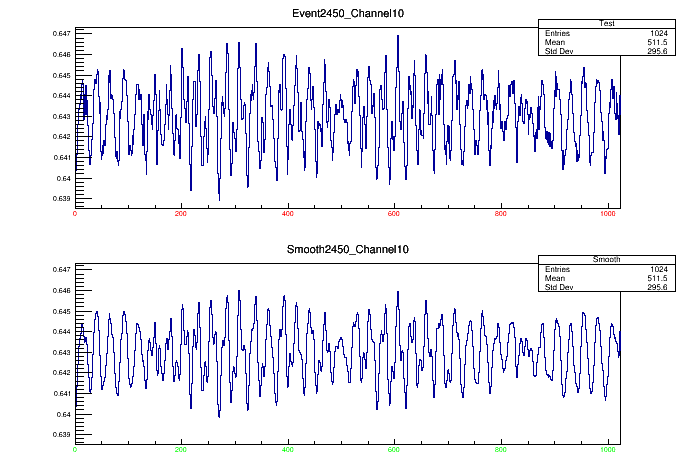 Event2450_Channel10
Test
Entries 1024
Mean 511.5
Std Dev 295.6
0.647
0.646
0.645
0.644
0.643
0.642
0.641
0.64
0.639
0 200 400 600 800 1000
Smooth2450_Channel10
Smooth
Entries 1024
Mean 511.5
Std Dev 295.6
0.647
0.646
0.645
0.644
0.643
0.642
0.641
0.64
0.639
0 200 400 600 800 1000